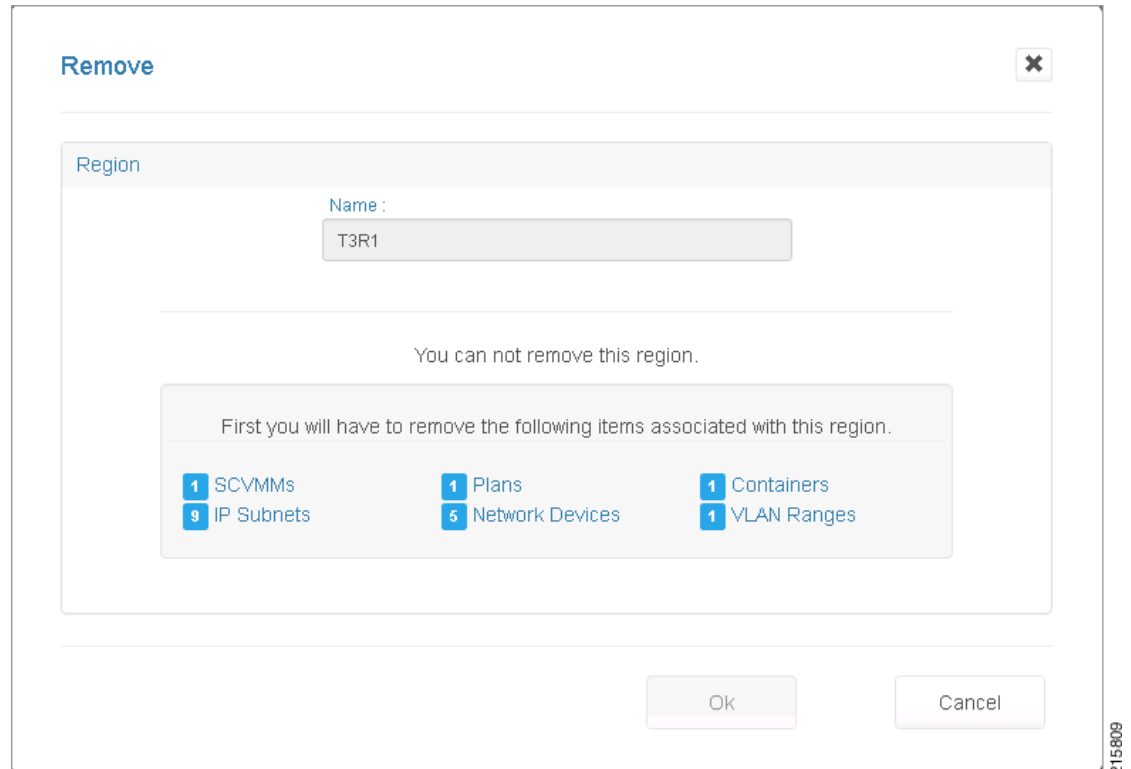 Remove
Region
Name :
T3R1
You can not remove this region.
First you will have to remove the following items associated with this region.
1 SCVMMs 1 Plans 1 Containers
9 IP Subnets 5 Network Devices 1 VLAN Ranges
Ok Cancel
215809